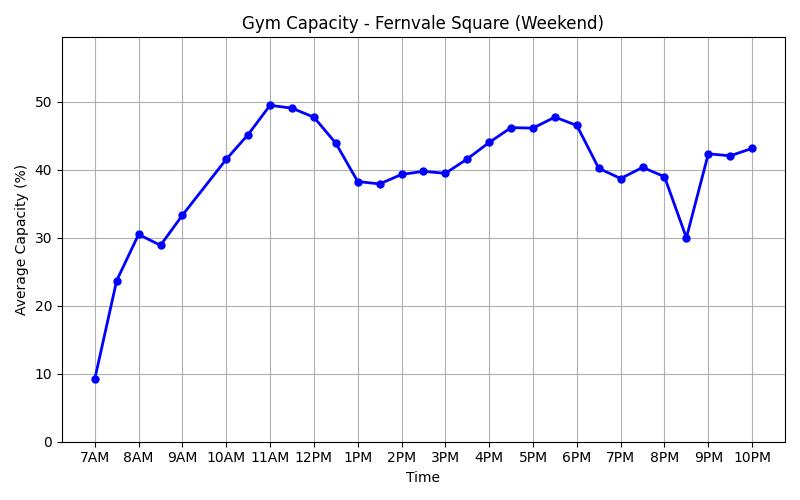 Gym Capacity - Fernvale Square (Weekend)
Average Capacity (%)
50
40
30
20
10
0
7AM 8AM 9AM 10AM 11AM 12PM 1PM 2PM 3PM 4PM 5PM 6PM 7PM 8PM 9PM 10PM
Time